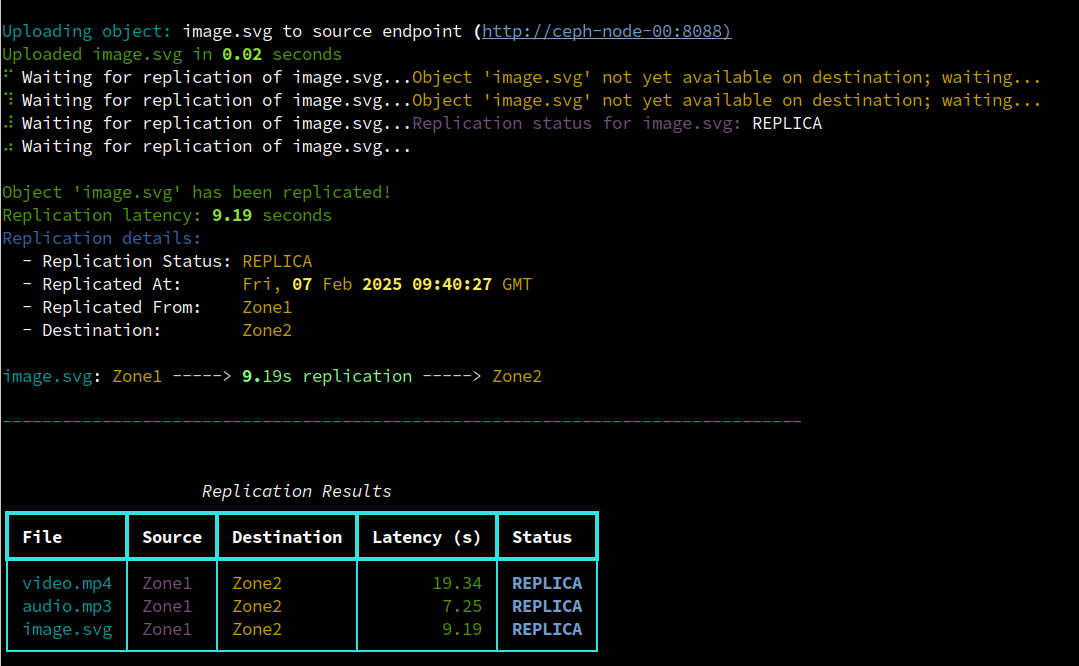 Uploading object: image.svg to source endpoint (http://ceph-node-00:8088)
Uploaded image.svg in 0.02 seconds
⠋ Waiting for replication of image.svg...Object 'image.svg' not yet available on destination; waiting...
⠹ Waiting for replication of image.svg...Object 'image.svg' not yet available on destination; waiting...
⠼ Waiting for replication of image.svg...Replication status for image.svg: REPLICA
⠴ Waiting for replication of image.svg...
Object 'image.svg' has been replicated!
Replication latency: 9.19 seconds
Replication details:
- Replication Status: REPLICA
- Replicated At: Fri, 07 Feb 2025 09:40:27 GMT
- Replicated From: Zone1
- Destination: Zone2
image.svg: Zone1 -----> 9.19s replication -----> Zone2
--------------------------------------------------------------------------------
Replication Results
File Source Destination Latency (s) Status
video.mp4 Zone1 Zone2 19.34 REPLICA
audio.mp3 Zone1 Zone2 7.25 REPLICA
image.svg Zone1 Zone2 9.19 REPLICA